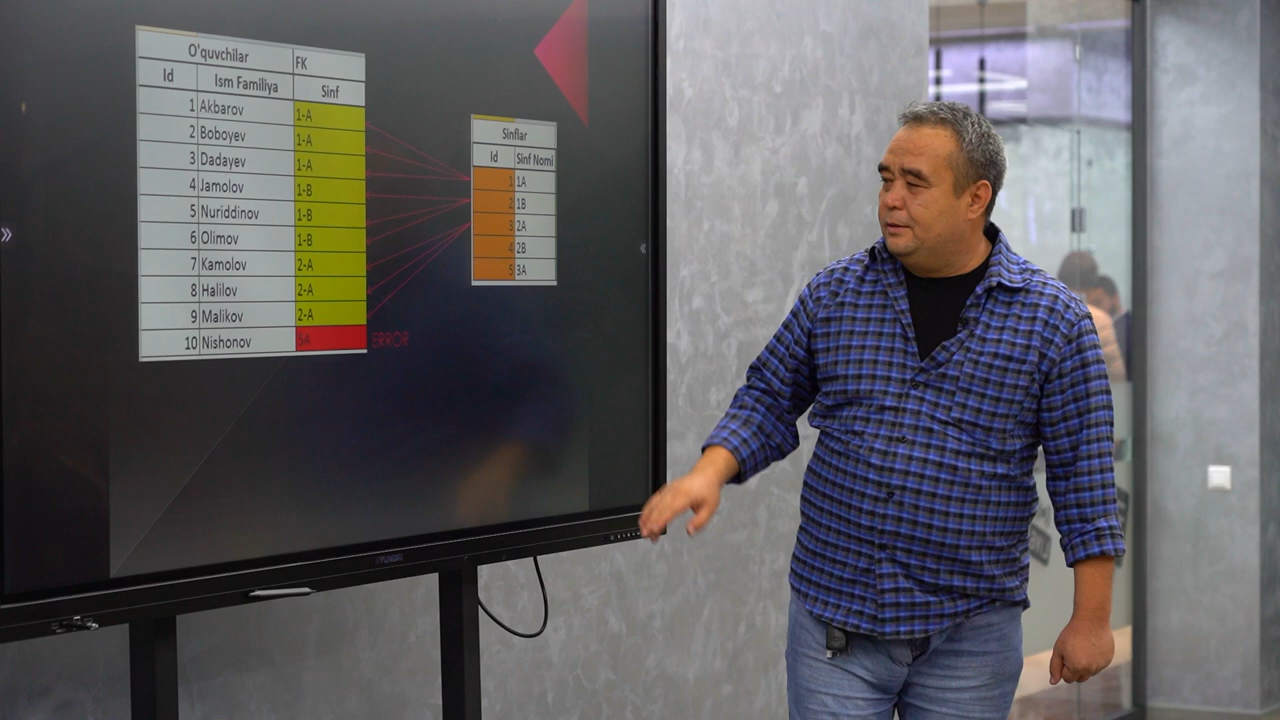 O'quvchilar FK
Id Ism Familiya Sinf
1 Akbarov 1-A
2 Boboyev 1-A
3 Dadayev 1-A
4 Jamolov 1-B
5 Nuriddinov 1-B
6 Olimov 1-B
7 Kamolov 2-A
8 Halilov 2-A
9 Malikov 2-A
10 Nishonov 5A ERROR
Sinflar
Id Sinf Nomi
1 1A
2 1B
3 2A
4 2B
5 3A
HYUNDAI